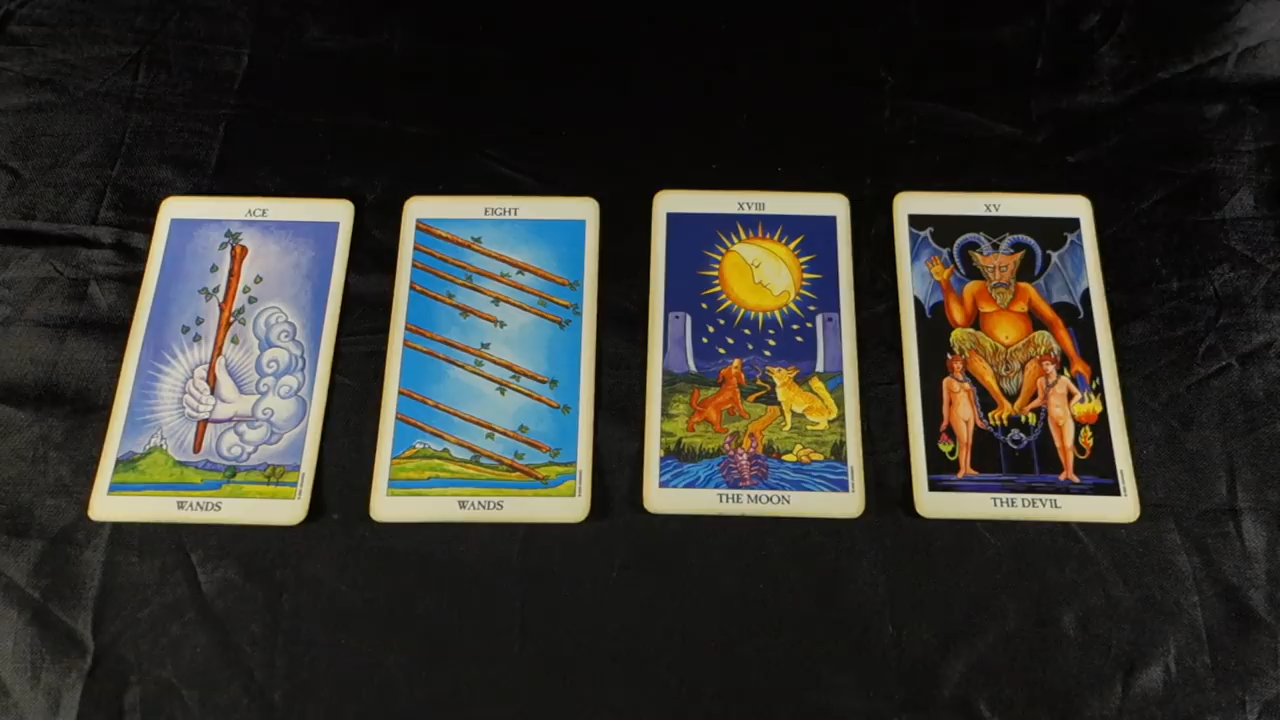 ACE
WANDS
EIGHT
WANDS
XVIII
THE MOON
XV
THE DEVIL